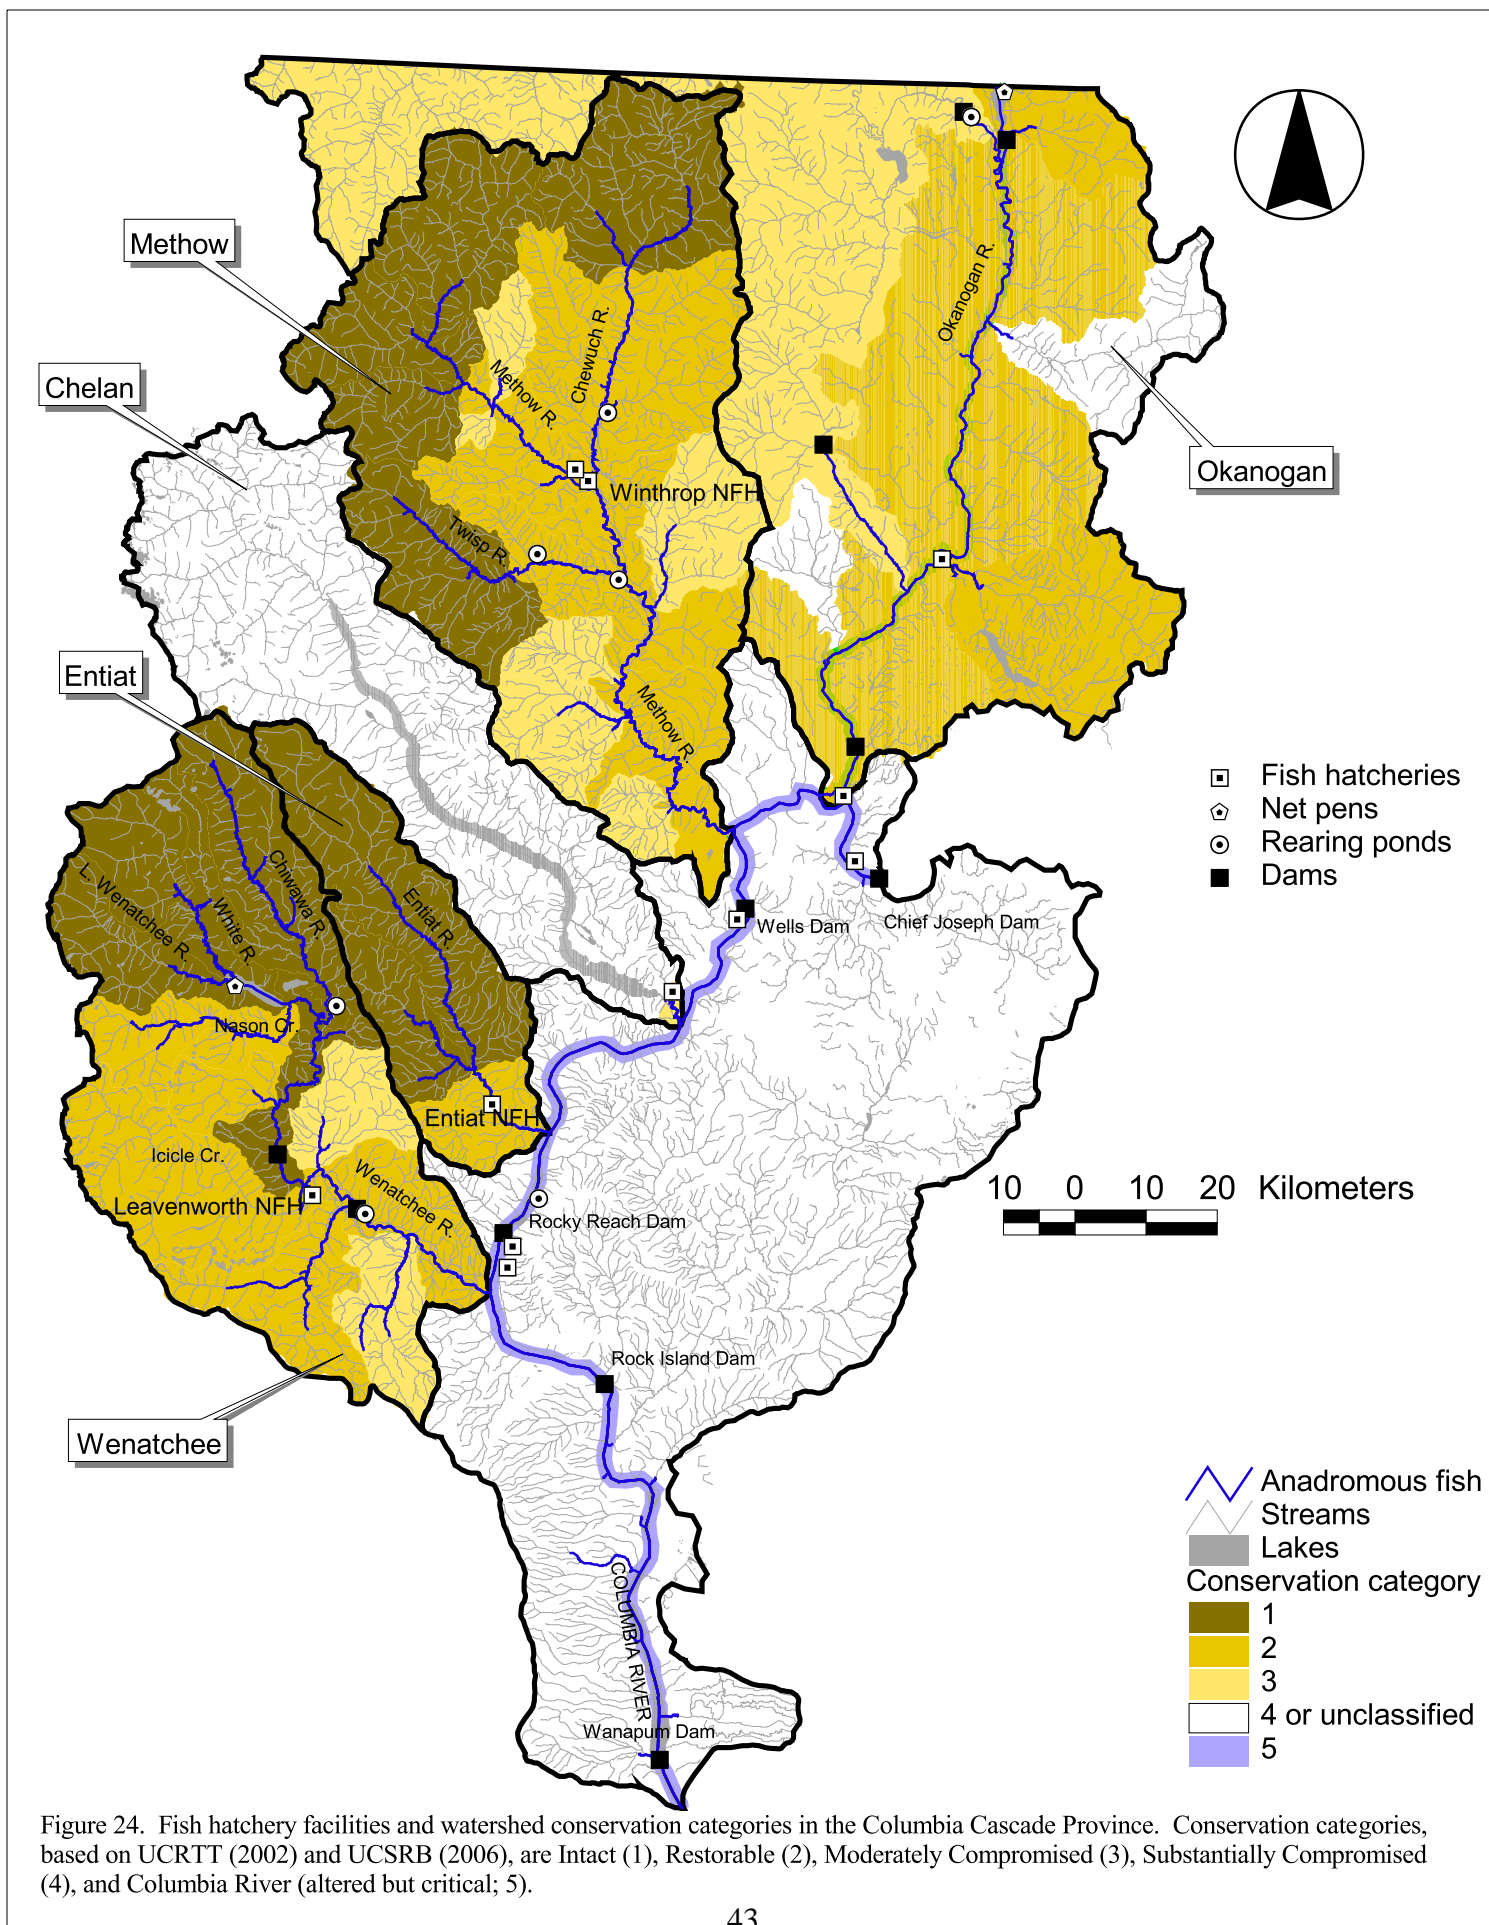 Methow
Chelan
Entiat
Okanogan
Wenatchee
Okanogan R.
Chewuch R.
Methow R.
Winthrop NFH
Twisp R.
Methow R.
Fish hatcheries
Net pens
Rearing ponds
Dams
Chiwawa R.
L. Wenatchee R.
White R.
Entiat R.
Wells Dam
Chief Joseph Dam
Nason Cr.
Entiat NFH
Icicle Cr.
Leavenworth NFH
Wenatchee R.
Rocky Reach Dam
10 0 10 20 Kilometers
Rock Island Dam
COLUMBIA RIVER
Wanapum Dam
Anadromous fish
Streams
Lakes
Conservation category
1
2
3
4 or unclassified
5
Figure 24. Fish hatchery facilities and watershed conservation categories in the Columbia Cascade Province. Conservation categories,
based on UCRTT (2002) and UCSRB (2006), are Intact (1), Restorable (2), Moderately Compromised (3), Substantially Compromised
(4), and Columbia River (altered but critical; 5).
43